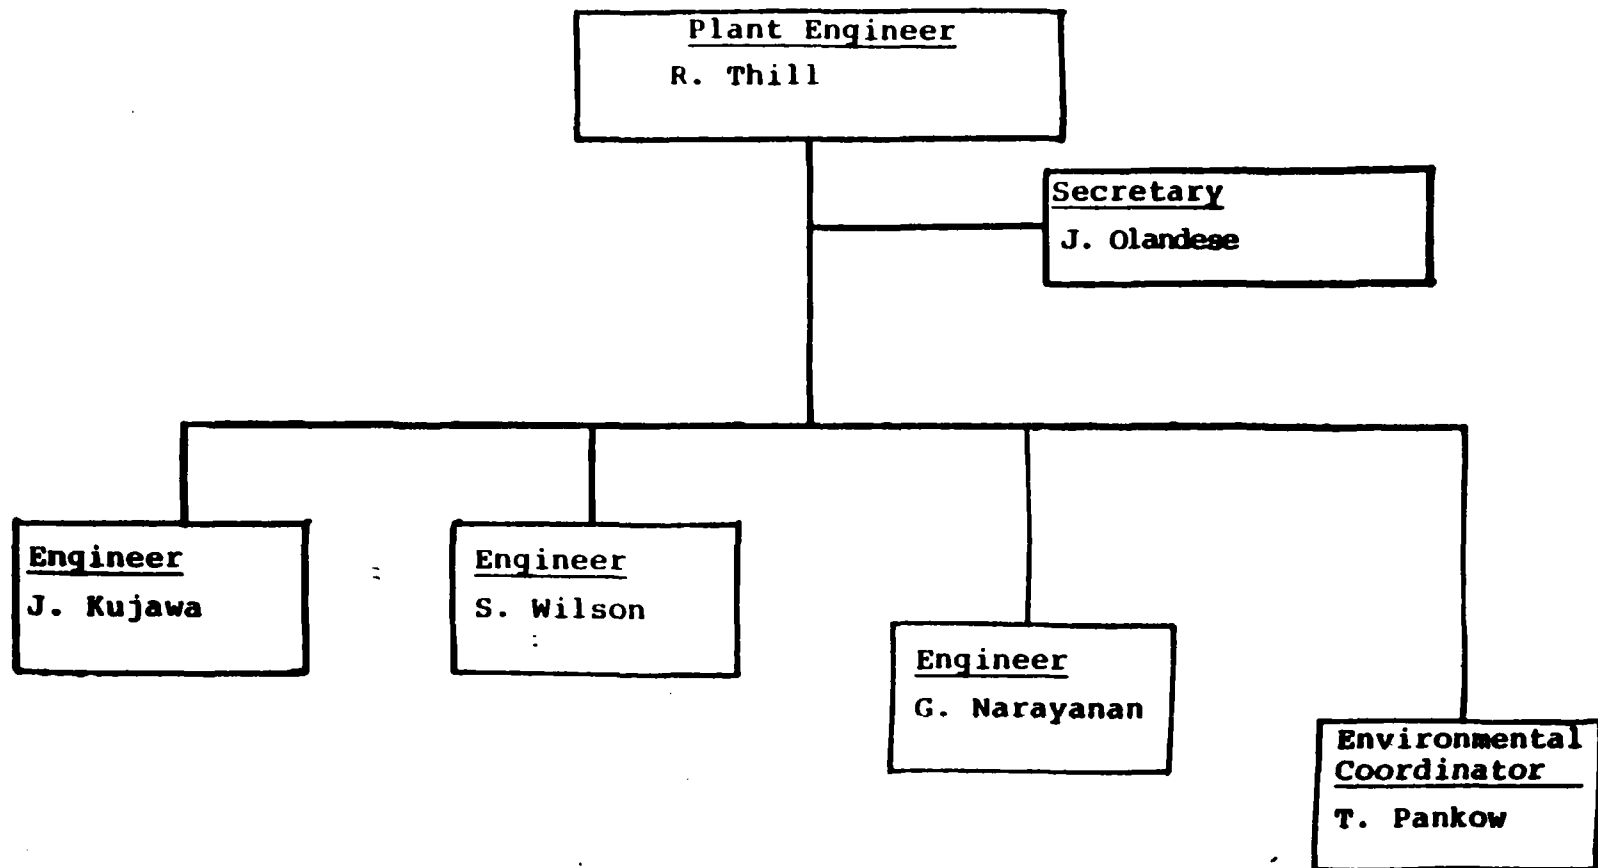 Plant Engineer
R. Thill
Secretary
J. Olandese
Engineer
J. Kujawa
Engineer
S. Wilson
Engineer
G. Narayanan
Environmental
Coordinator
T. Pankow